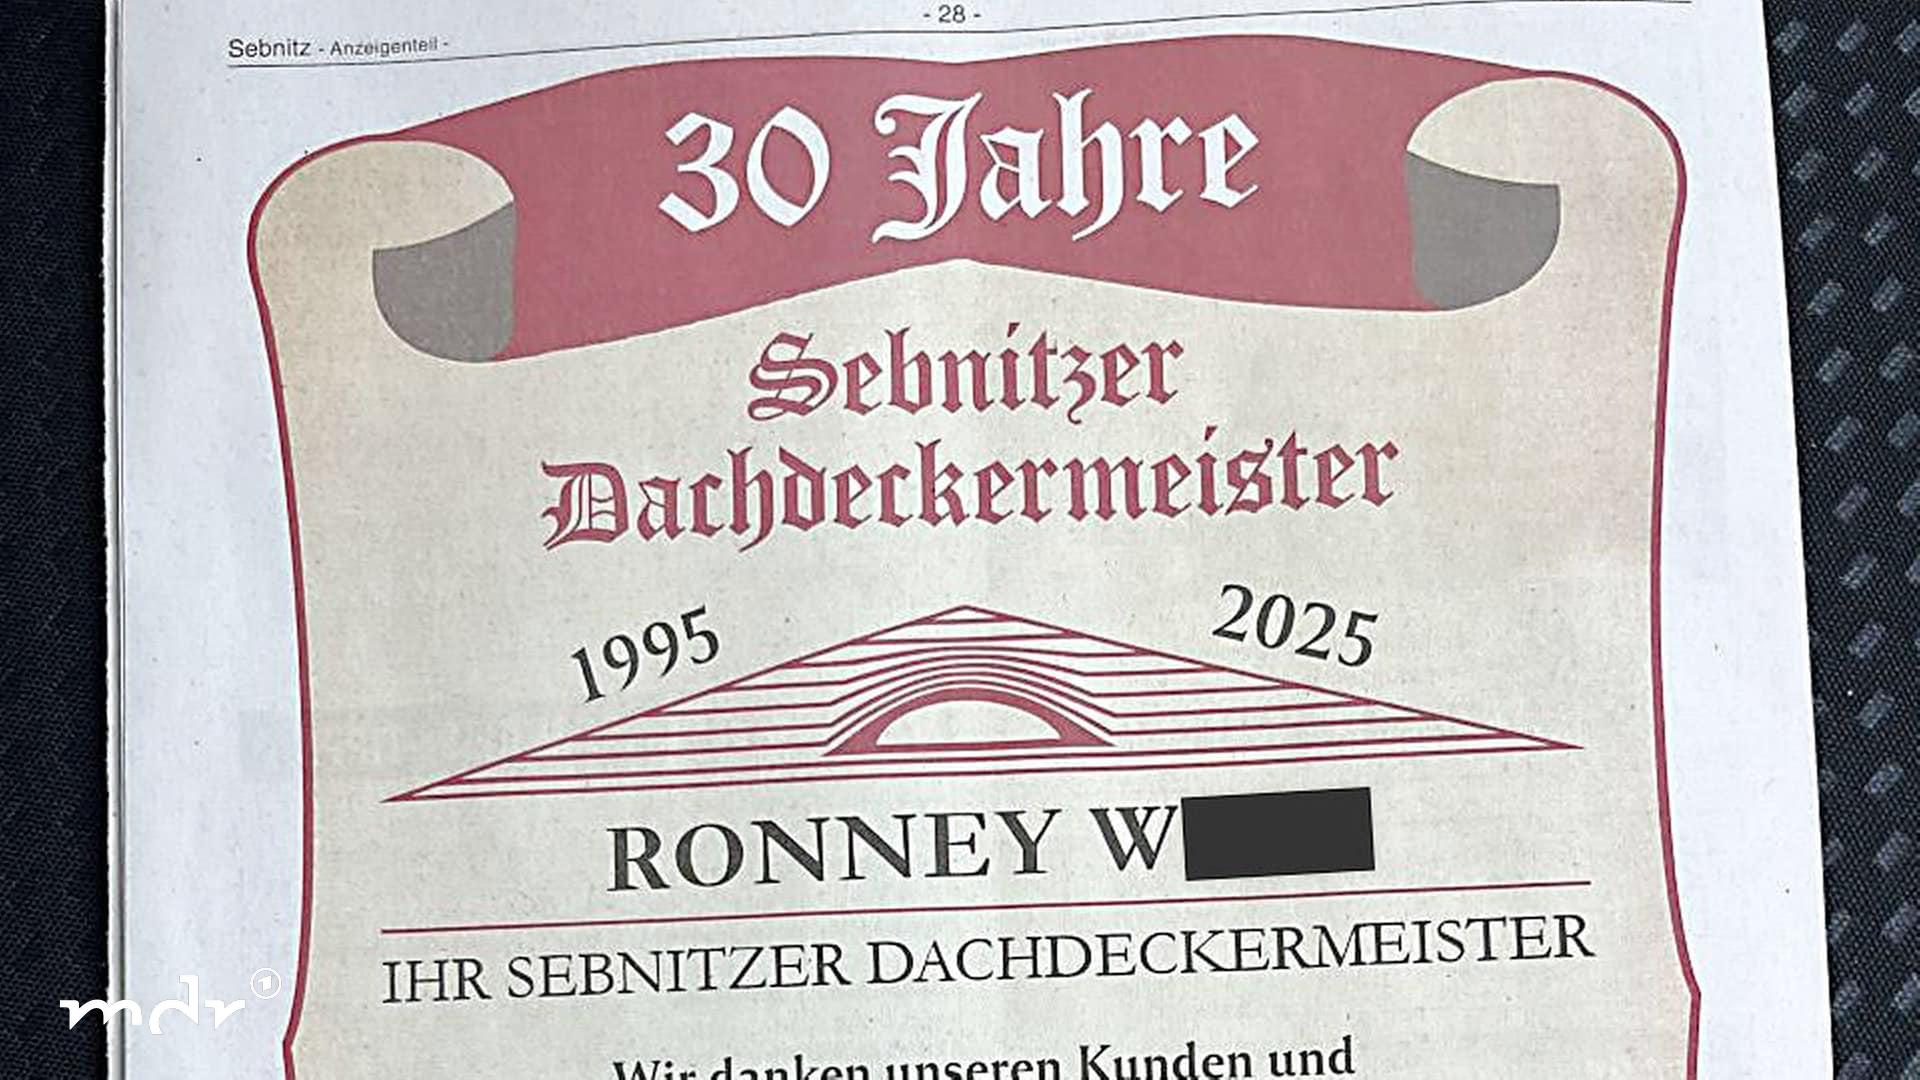 - 28 -
Sebnitz - Anzeigenteil -
30 Jahre
Sebnitzer
Dachdeckermeister
1995
2025
RONNEY W
IHR SEBNITZER DACHDECKERMEISTER
Wir danken unseren Kunden und
mdr 1